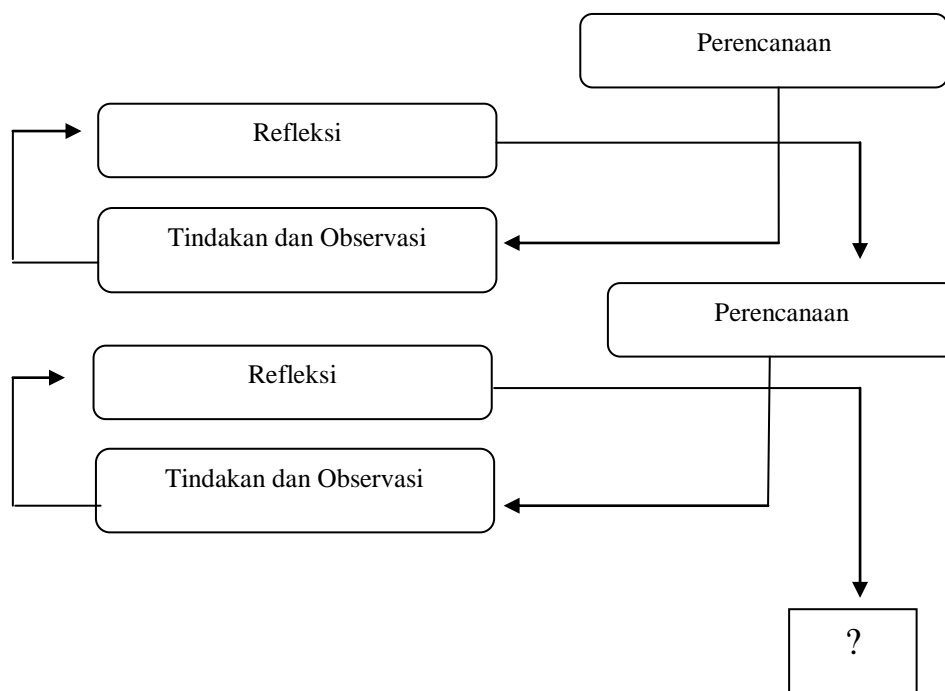 Perencanaan
Refleksi
Tindakan dan Observasi
Perencanaan
Refleksi
Tindakan dan Observasi
?